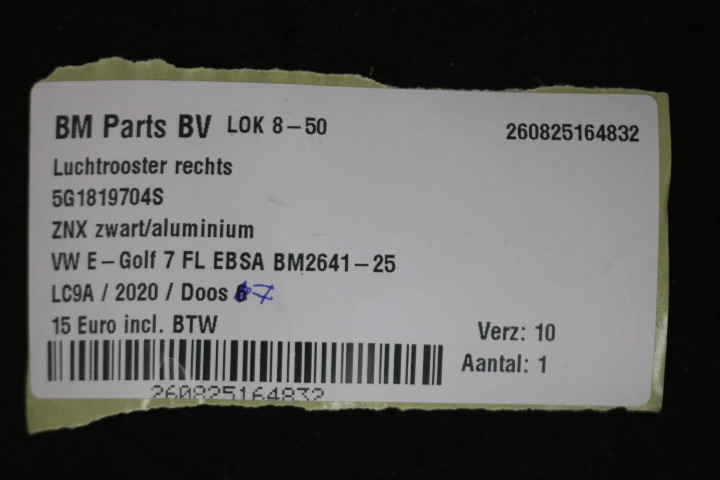 BM Parts BV LOK 8-50 260825164832
Luchtrooster rechts
5G1819704S
ZNX zwart/aluminium
VW E-Golf 7 FL EBSA BM2641-25
LC9A / 2020 / Doos 7
15 Euro incl. BTW
Verz: 10
Aantal: 1
260825164832